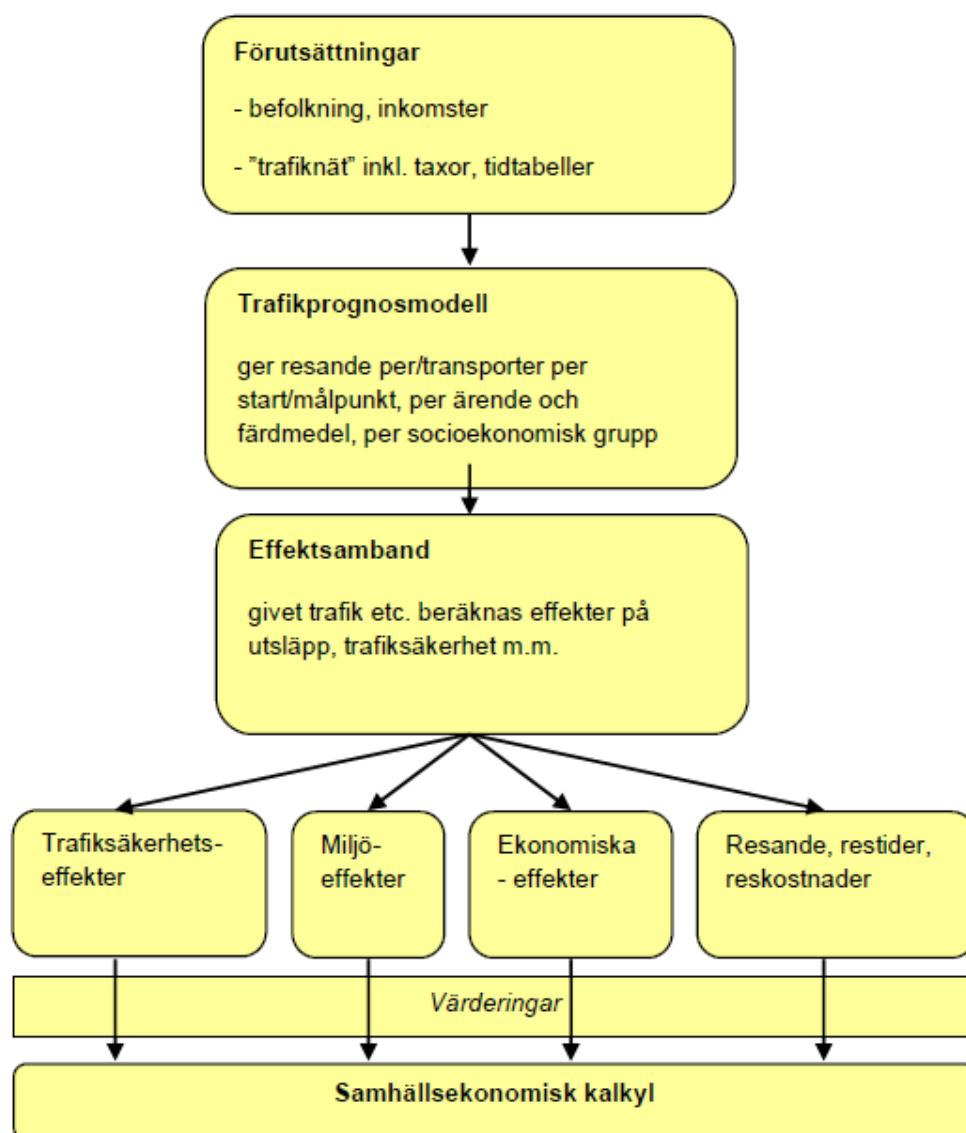 Förutsättningar
- befolkning, inkomster
- ”trafiknät” inkl. taxor, tidtabeller
Trafikprognosmodell
ger resande per/transporter per
start/målpunkt, per ärende och
färdmedel, per socioekonomisk grupp
Effektsamband
givet trafik etc. beräknas effekter på
utsläpp, trafiksäkerhet m.m.
Trafiksäkerhets-
effekter
Miljö-
effekter
Ekonomiska
- effekter
Resande, restider,
reskostnader
Värderingar
Samhällsekonomisk kalkyl